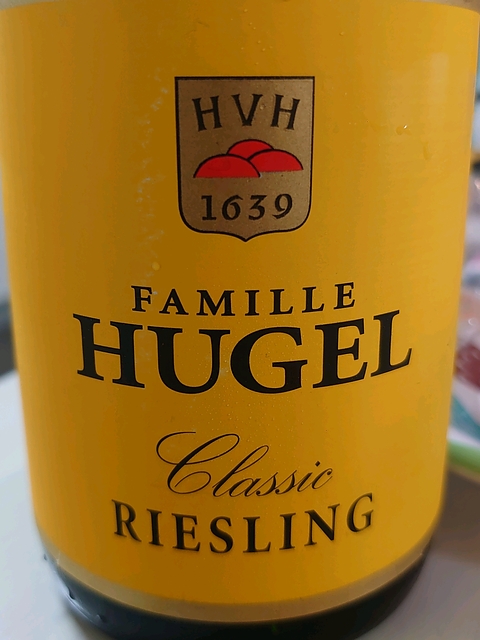 HVH
1639
FAMILLE
HUGEL
Classic
RIESLING